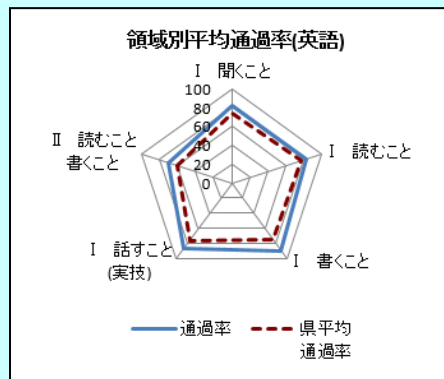 領域別平均通過率(英語)
Ⅰ　聞くこと
100
80
60
40
20
0
Ⅰ　読むこと
Ⅰ　書くこと
Ⅰ　話すこと
(実技)
Ⅱ　読むこと
書くこと
通過率
県平均
通過率